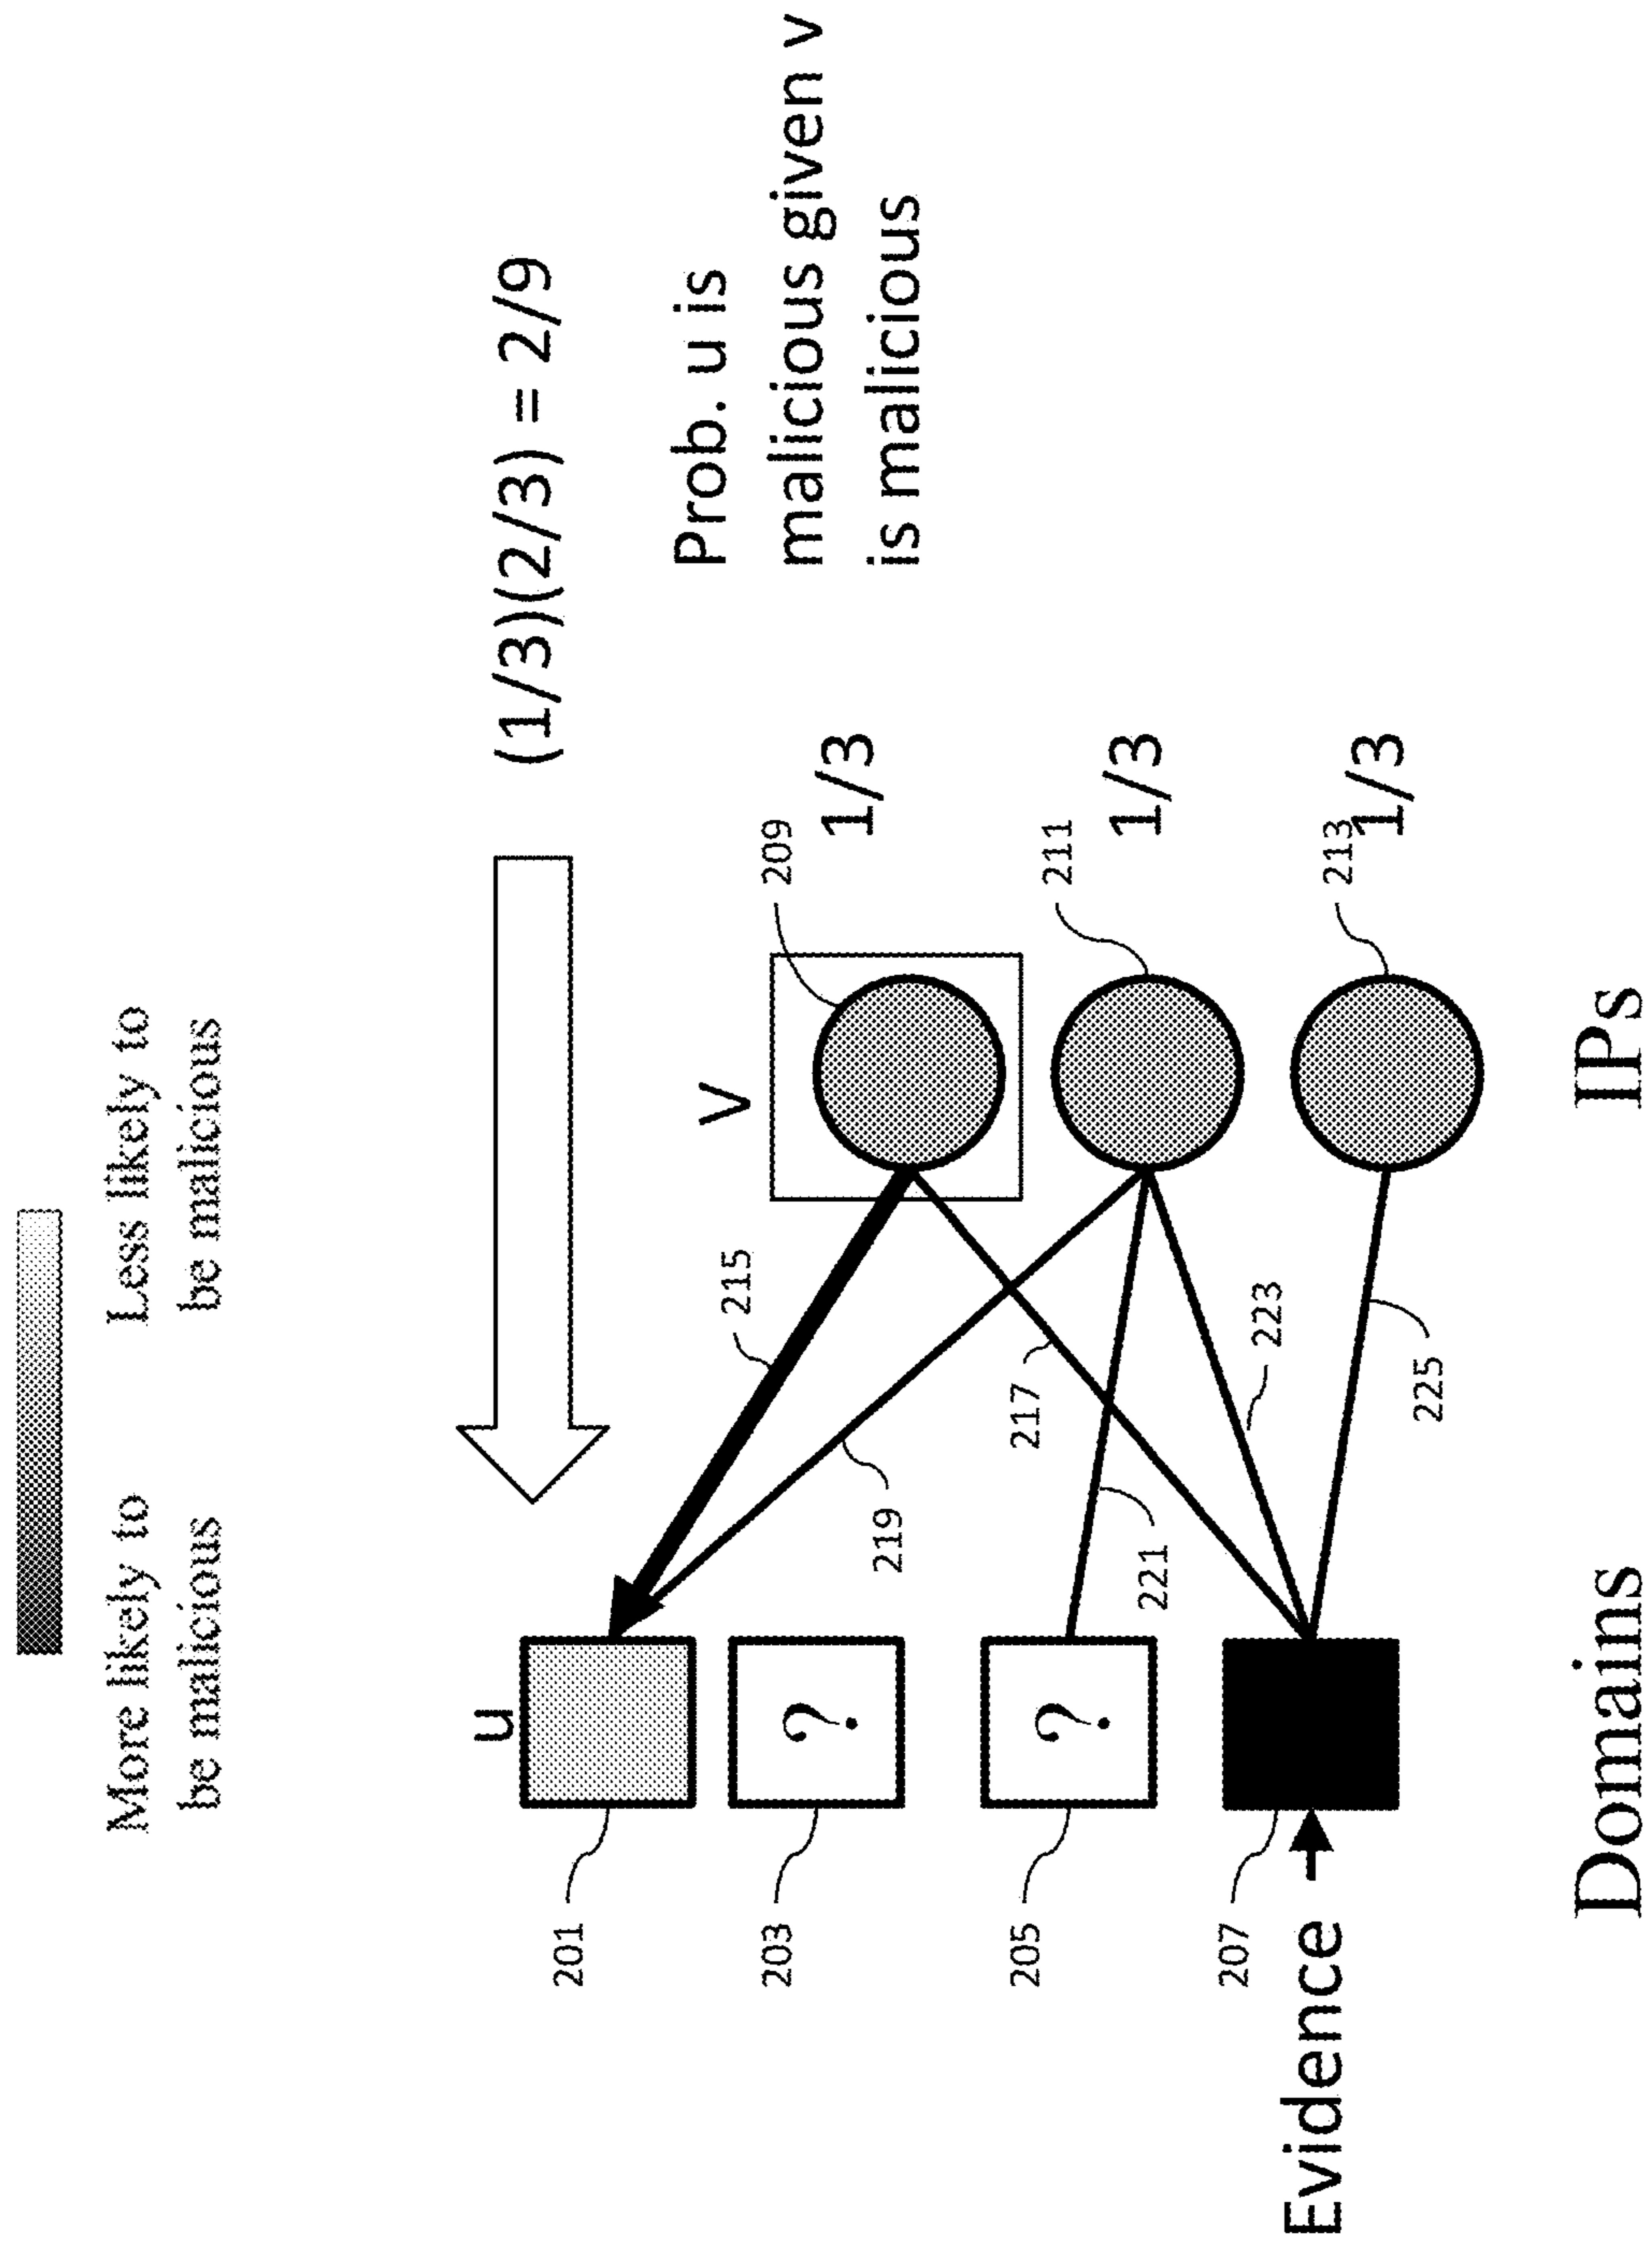 More likely to
be malicious
Less likely to
be malicious
(1/3)(2/3) = 2/9
Prob. u is
malicious given v
is malicious
u
v
201
203
205
207
209
211
213
215
217
219
221
223
225
?
?
1/3
1/3
1/3
Evidence
Domains
IPs